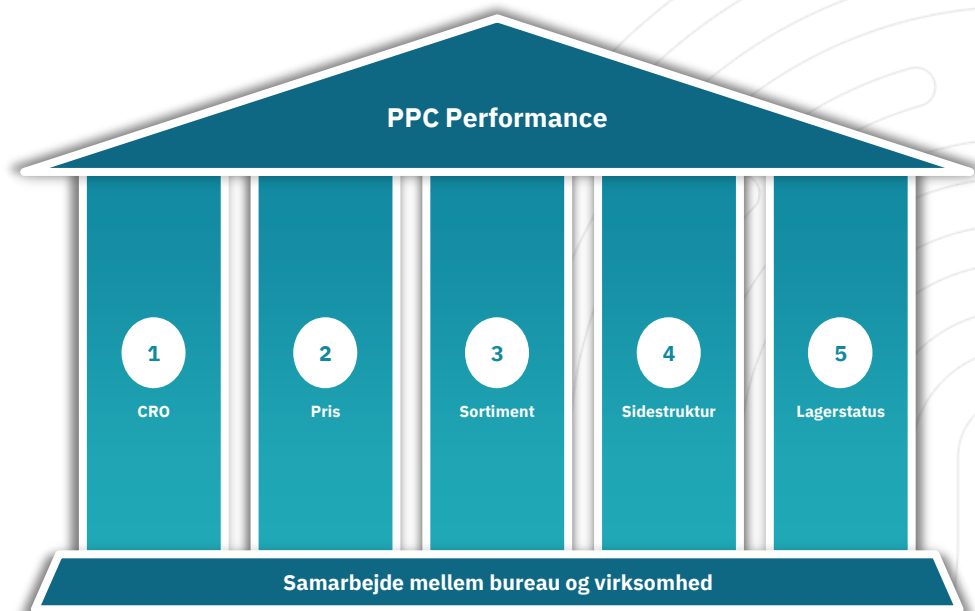 PPC Performance
1
CRO
2
Pris
3
Sortiment
4
Sidestruktur
5
Lagerstatus
Samarbejde mellem bureau og virksomhed